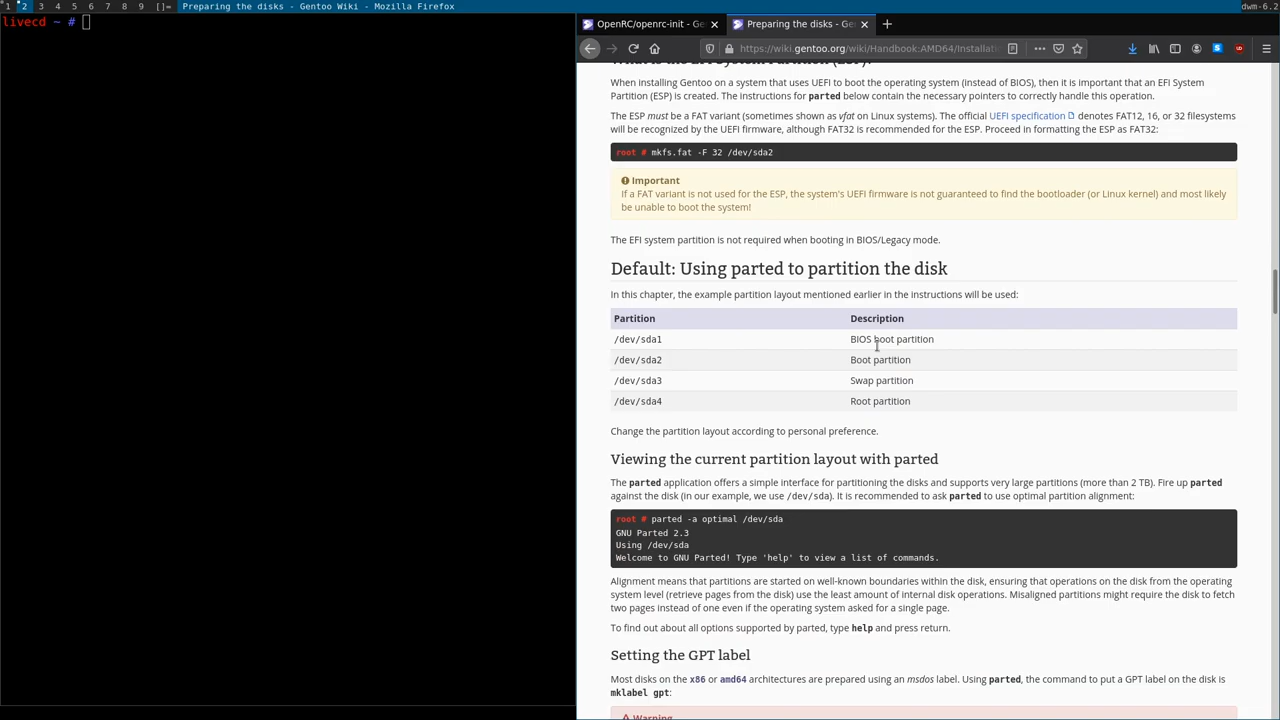 1 2 3 4 5 6 7 8 9 []= Preparing the disks - Gentoo Wiki - Mozilla Firefox dwm-6.2
livecd ~ #
OpenRC/openrc-init - Ge
Preparing the disks - Ge
https://wiki.gentoo.org/wiki/Handbook:AMD64/Installati
What is the EFI System Partition (ESP)?
When installing Gentoo on a system that uses UEFI to boot the operating system (instead of BIOS), then it is important that an EFI System
Partition (ESP) is created. The instructions for parted below contain the necessary pointers to correctly handle this operation.
The ESP must be a FAT variant (sometimes shown as vfat on Linux systems). The official UEFI specification denotes FAT12, 16, or 32 filesystems
will be recognized by the UEFI firmware, although FAT32 is recommended for the ESP. Proceed in formatting the ESP as FAT32:
root # mkfs.fat -F 32 /dev/sda2
Important
If a FAT variant is not used for the ESP, the system's UEFI firmware is not guaranteed to find the bootloader (or Linux kernel) and most likely
be unable to boot the system!
The EFI system partition is not required when booting in BIOS/Legacy mode.
Default: Using parted to partition the disk
In this chapter, the example partition layout mentioned earlier in the instructions will be used:
Partition Description
/dev/sda1 BIOS boot partition
/dev/sda2 Boot partition
/dev/sda3 Swap partition
/dev/sda4 Root partition
Change the partition layout according to personal preference.
Viewing the current partition layout with parted
The parted application offers a simple interface for partitioning the disks and supports very large partitions (more than 2 TB). Fire up parted
against the disk (in our example, we use /dev/sda). It is recommended to ask parted to use optimal partition alignment:
root # parted -a optimal /dev/sda
GNU Parted 2.3
Using /dev/sda
Welcome to GNU Parted! Type 'help' to view a list of commands.
Alignment means that partitions are started on well-known boundaries within the disk, ensuring that operations on the disk from the operating
system level (retrieve pages from the disk) use the least amount of internal disk operations. Misaligned partitions might require the disk to fetch
two pages instead of one even if the operating system asked for a single page.
To find out about all options supported by parted, type help and press return.
Setting the GPT label
Most disks on the x86 or amd64 architectures are prepared using an msdos label. Using parted, the command to put a GPT label on the disk is
mklabel gpt:
Warning